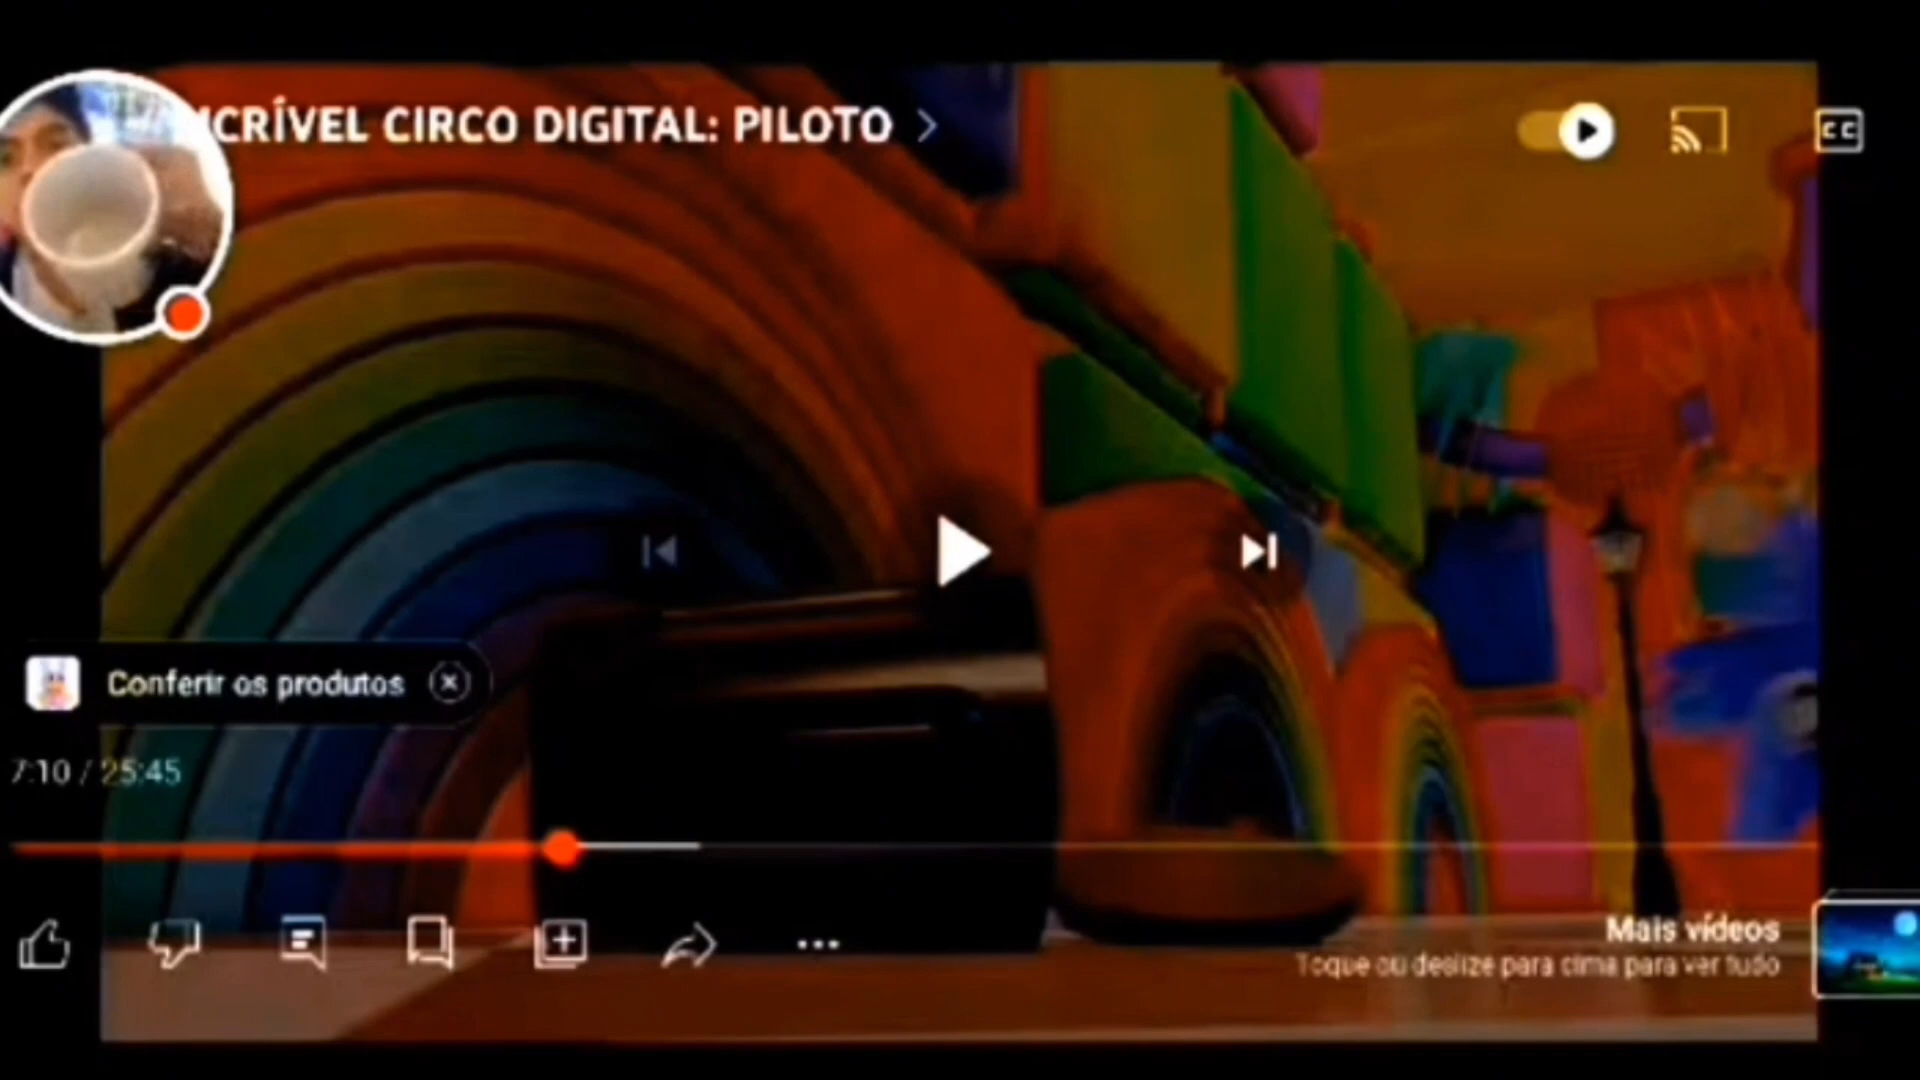 CRÍVEL CIRCO DIGITAL: PILOTO
CC
Conferir os produtos
7:10 / 25:45
Mais vídeos
Toque ou deslize para cima para ver tudo